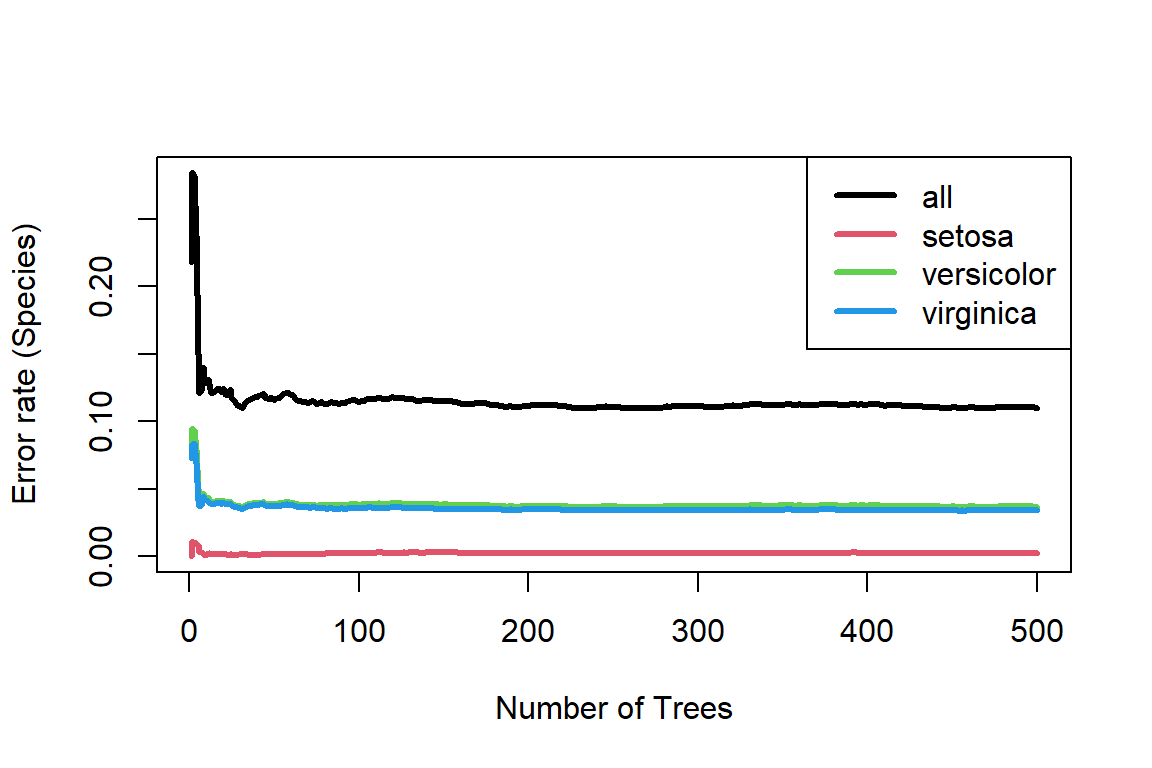 all
setosa
versicolor
virginica
Error rate (Species)
0.20
0.10
0.00
0 100 200 300 400 500
Number of Trees